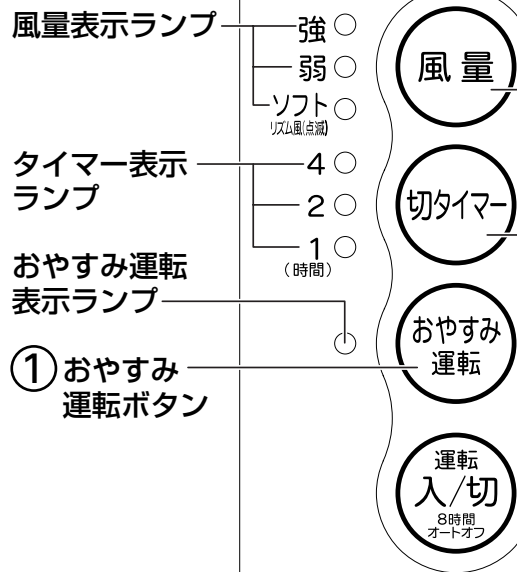 風量表示ランプ
強
弱
ソフト
リズム風(点滅)
タイマー表示
ランプ
4
2
1
(時間)
おやすみ運転
表示ランプ
①おやすみ
運転ボタン
風量
切タイマー
おやすみ
運転
運転
入/切
8時間
オートオフ